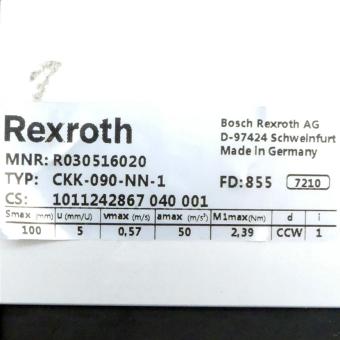 Rexroth
Bosch Rexroth AG
D-97424 Schweinfurt
Made in Germany
MNR: R030516020
TYP: CKK-090-NN-1
FD: 855 7210
CS: 1011242867 040 001
Smax (mm) u (mm/U) vmax (m/s) amax (m/s²) M1max(Nm) d i
100 5 0,57 50 2,39 CCW 1